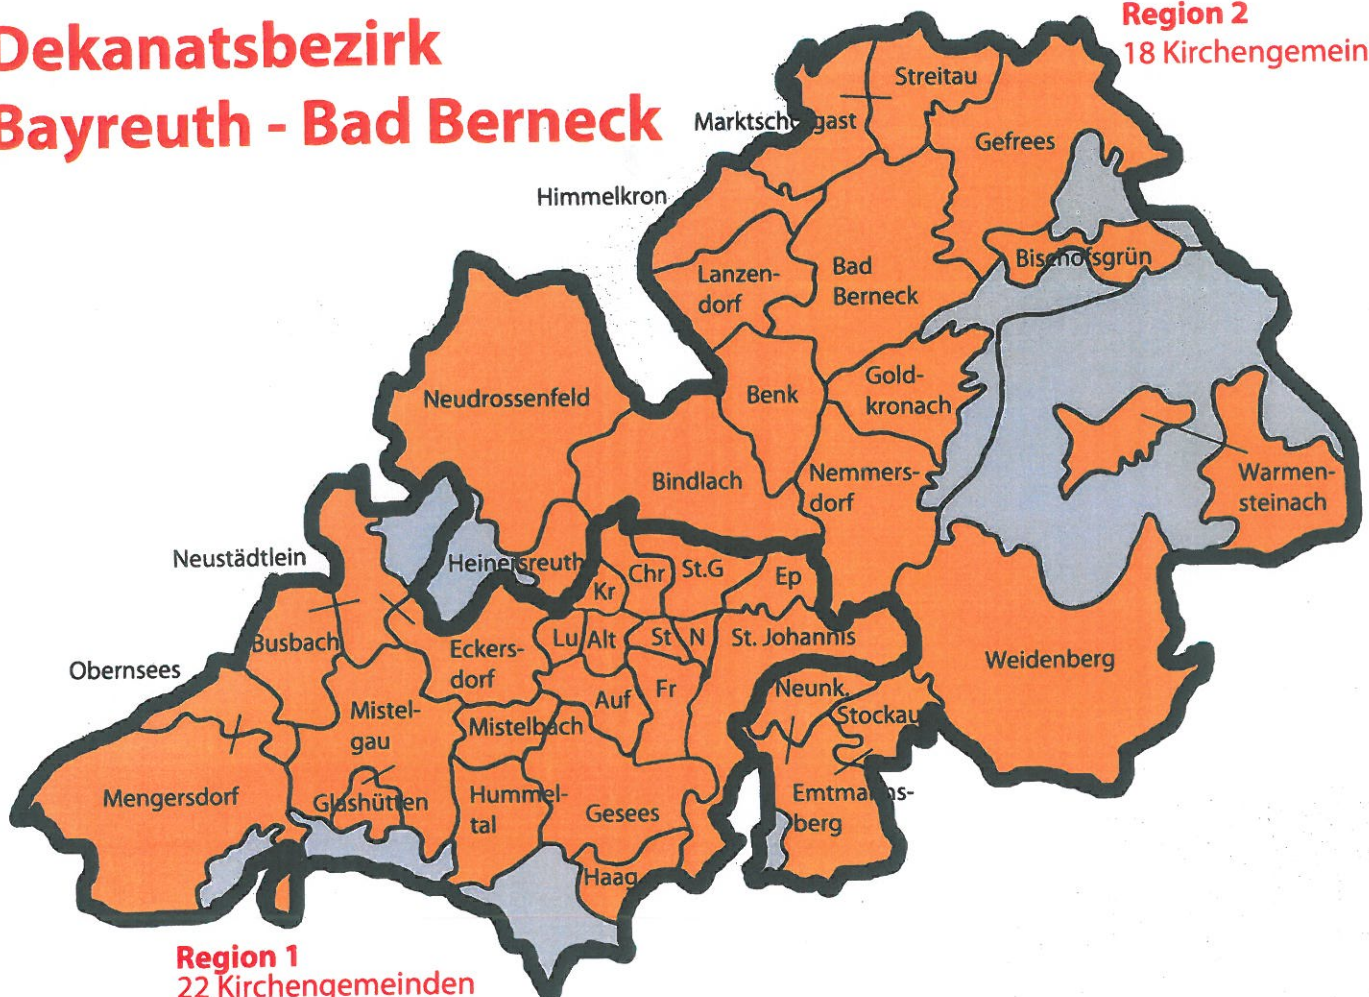 Dekanatsbezirk
Bayreuth - Bad Berneck
Region 2
18 Kirchengemein
Streitau
Marktschorgast
Gefrees
Himmelkron
Bischofsgrün
Lanzen-
dorf
Bad
Berneck
Neudrossenfeld
Benk
Gold-
kronach
Bindlach
Nemmers-
dorf
Warmen-
steinach
Neustädtlein
Heinersreuth
Kr
Chr
St.G
Ep
Busbach
Eckers-
dorf
Lu
Alt
St
N
St. Johannis
Weidenberg
Obernsees
Mistel-
gau
Mistelbach
Auf
Fr
Neunk.
Stockau
Mengersdorf
Glashütten
Hummel-
tal
Gesees
Emtmanns-
berg
Haag
Region 1
22 Kirchengemeinden